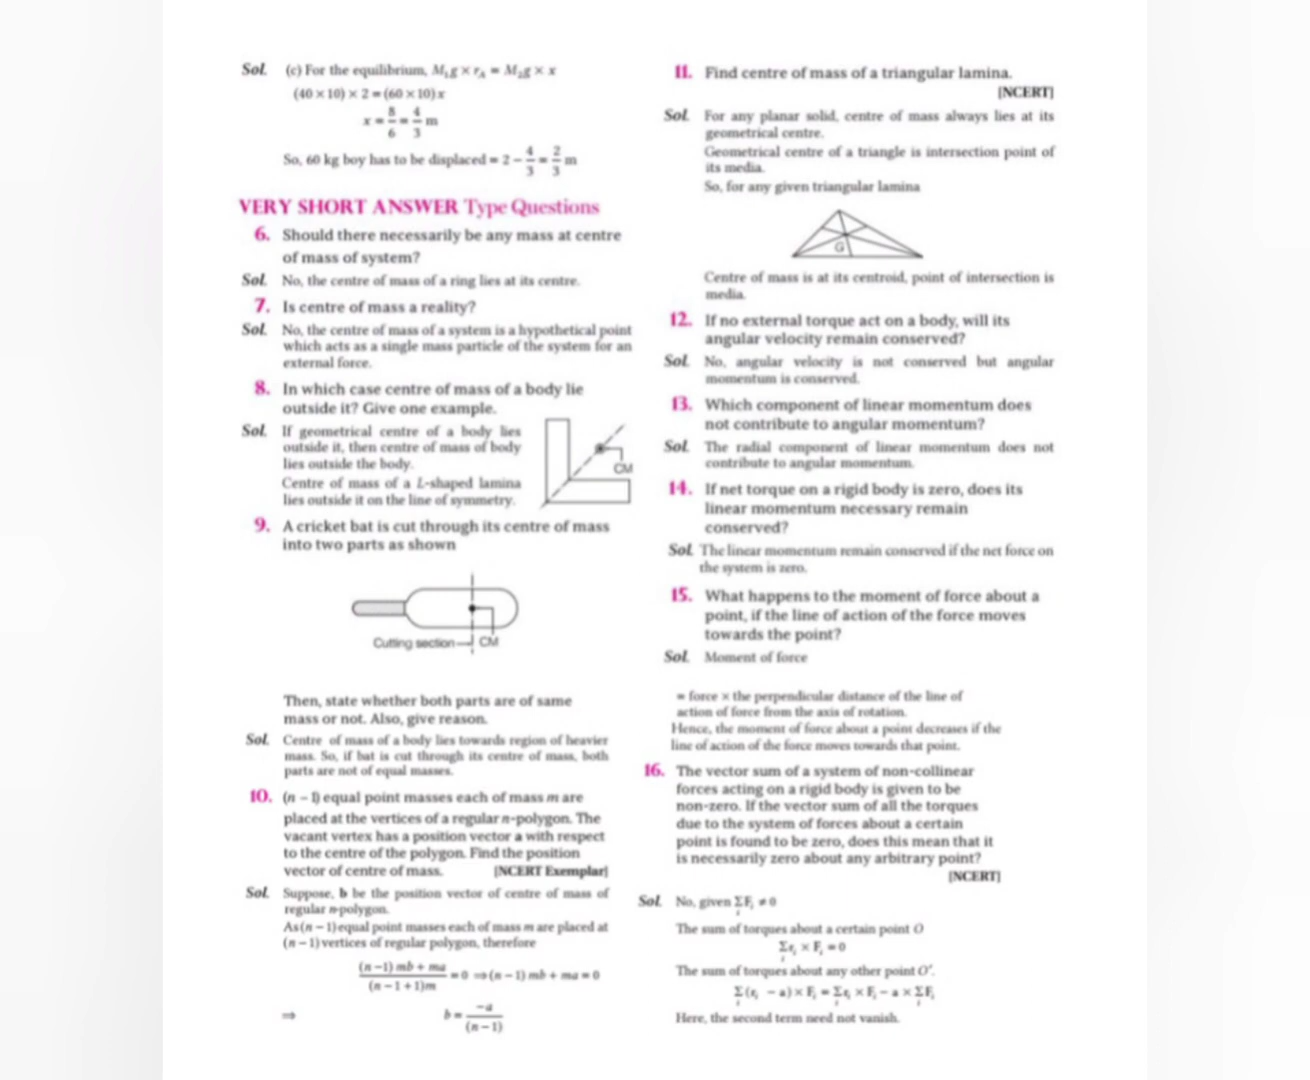 Sol. (c) For the equilibrium, M₁g × r_A = M₂g × x
(40 × 10) × 2 = (60 × 10) x
x = 8/6 = 4/3 m
So, 60 kg boy has to be displaced = 2 − 4/3 = 2/3 m
VERY SHORT ANSWER Type Questions
6. Should there necessarily be any mass at centre
of mass of system?
Sol. No, the centre of mass of a ring lies at its centre.
7. Is centre of mass a reality?
Sol. No, the centre of mass of a system is a hypothetical point
which acts as a single mass particle of the system for an
external force.
8. In which case centre of mass of a body lie
outside it? Give one example.
Sol. If geometrical centre of a body lies
outside it, then centre of mass of body
lies outside the body.
Centre of mass of a L-shaped lamina
lies outside it on the line of symmetry.
CM
9. A cricket bat is cut through its centre of mass
into two parts as shown
Cutting section CM
Then, state whether both parts are of same
mass or not. Also, give reason.
Sol. Centre of mass of a body lies towards region of heavier
mass. So, if bat is cut through its centre of mass, both
parts are not of equal masses.
10. (n − 1) equal point masses each of mass m are
placed at the vertices of a regular n-polygon. The
vacant vertex has a position vector a with respect
to the centre of the polygon. Find the position
vector of centre of mass. [NCERT Exemplar]
Sol. Suppose, b be the position vector of centre of mass of
regular n-polygon.
As (n − 1) equal point masses each of mass m are placed at
(n − 1) vertices of regular polygon, therefore
(n − 1) mb + ma / (n − 1 + 1)m = 0 ⇒ (n − 1) mb + ma = 0
⇒ b = −a / (n − 1)
11. Find centre of mass of a triangular lamina.
[NCERT]
Sol. For any planar solid, centre of mass always lies at its
geometrical centre.
Geometrical centre of a triangle is intersection point of
its media.
So, for any given triangular lamina
G
Centre of mass is at its centroid, point of intersection is
media.
12. If no external torque act on a body, will its
angular velocity remain conserved?
Sol. No, angular velocity is not conserved but angular
momentum is conserved.
13. Which component of linear momentum does
not contribute to angular momentum?
Sol. The radial component of linear momentum does not
contribute to angular momentum.
14. If net torque on a rigid body is zero, does its
linear momentum necessary remain
conserved?
Sol. The linear momentum remain conserved if the net force on
the system is zero.
15. What happens to the moment of force about a
point, if the line of action of the force moves
towards the point?
Sol. Moment of force
= force × the perpendicular distance of the line of
action of force from the axis of rotation.
Hence, the moment of force about a point decreases if the
line of action of the force moves towards that point.
16. The vector sum of a system of non-collinear
forces acting on a rigid body is given to be
non-zero. If the vector sum of all the torques
due to the system of forces about a certain
point is found to be zero, does this mean that it
is necessarily zero about any arbitrary point?
[NCERT]
Sol. No, given Σᵢ Fᵢ ≠ 0
The sum of torques about a certain point O
Σᵢ rᵢ × Fᵢ = 0
The sum of torques about any other point O′.
Σᵢ (rᵢ − a) × Fᵢ = Σᵢ rᵢ × Fᵢ − a × Σᵢ Fᵢ
Here, the second term need not vanish.